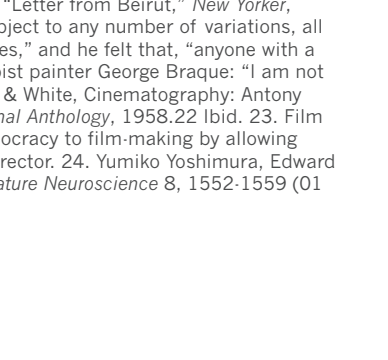 “Letter from Beirut,” New Yorker,
bject to any number of variations, all
es,” and he felt that, “anyone with a
ist painter George Braque: “I am not
& White, Cinematography: Antony
nal Anthology, 1958.22 Ibid. 23. Film
ocracy to film-making by allowing
rector. 24. Yumiko Yoshimura, Edward
ature Neuroscience 8, 1552-1559 (01